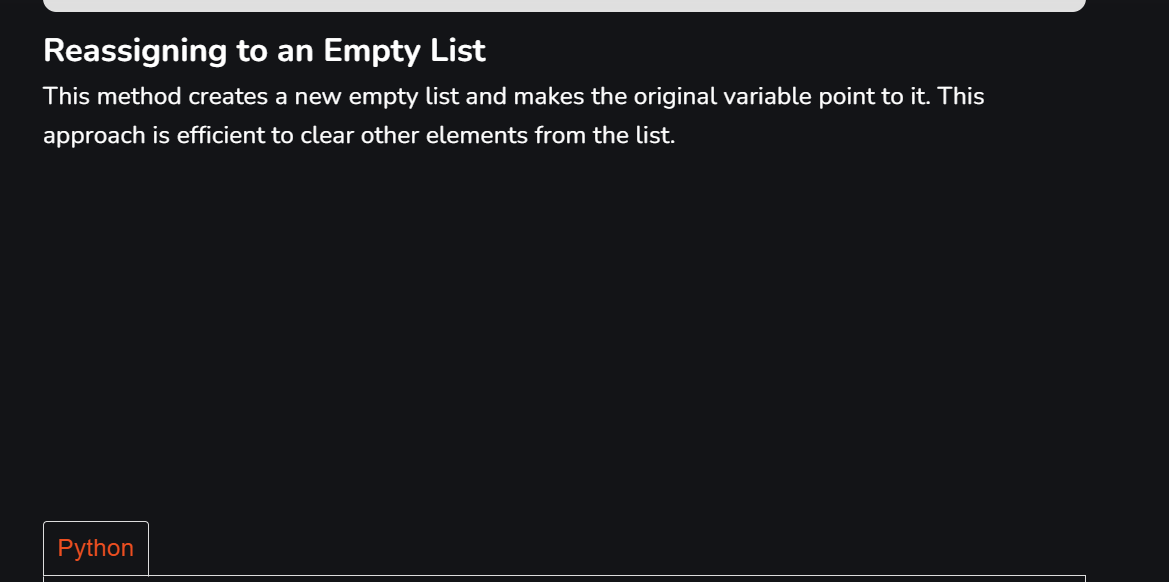 Reassigning to an Empty List
This method creates a new empty list and makes the original variable point to it. This
approach is efficient to clear other elements from the list.
Python